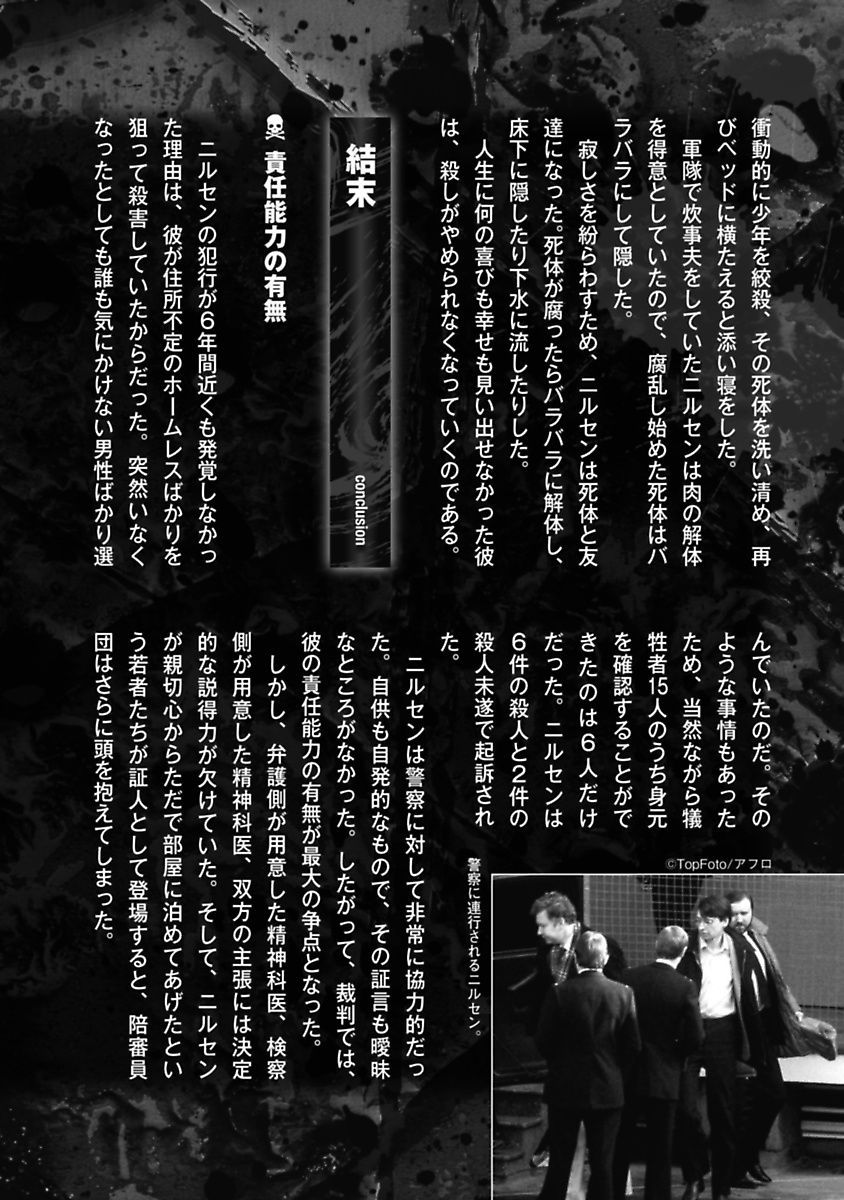 衝動的に少年を絞殺、その死体を洗い清め、再
びベッドに横たえると添い寝をした。
軍隊で炊事夫をしていたニルセンは肉の解体
を得意としていたので、腐乱し始めた死体はバ
ラバラにして隠した。
寂しさを紛らわすため、ニルセンは死体と友
達になった。死体が腐ったらバラバラに解体し、
床下に隠したり下水に流したりした。
人生に何の喜びも幸せも見い出せなかった彼
は、殺しがやめられなくなっていくのである。
結末
conclusion
責任能力の有無
ニルセンの犯行が6年間近くも発覚しなかっ
た理由は、彼が住所不定のホームレスばかりを
狙って殺害していたからだった。突然いなく
なったとしても誰も気にかけない男性ばかり選
んでいたのだ。その
ような事情もあった
ため、当然ながら犠
牲者15人のうち身元
を確認することがで
きたのは6人だけ
だった。ニルセンは
6件の殺人と2件の
殺人未遂で起訴され
た。
ニルセンは警察に対して非常に協力的だっ
た。自供も自発的なもので、その証言も曖昧
なところがなかった。したがって、裁判では、
彼の責任能力の有無が最大の争点となった。
しかし、弁護側が用意した精神科医、検察
側が用意した精神科医、双方の主張には決定
的な説得力が欠けていた。そして、ニルセン
が親切心からただで部屋に泊めてあげたとい
う若者たちが証人として登場すると、陪審員
団はさらに頭を抱えてしまった。
©TopFoto/アフロ
警察に連行されるニルセン。